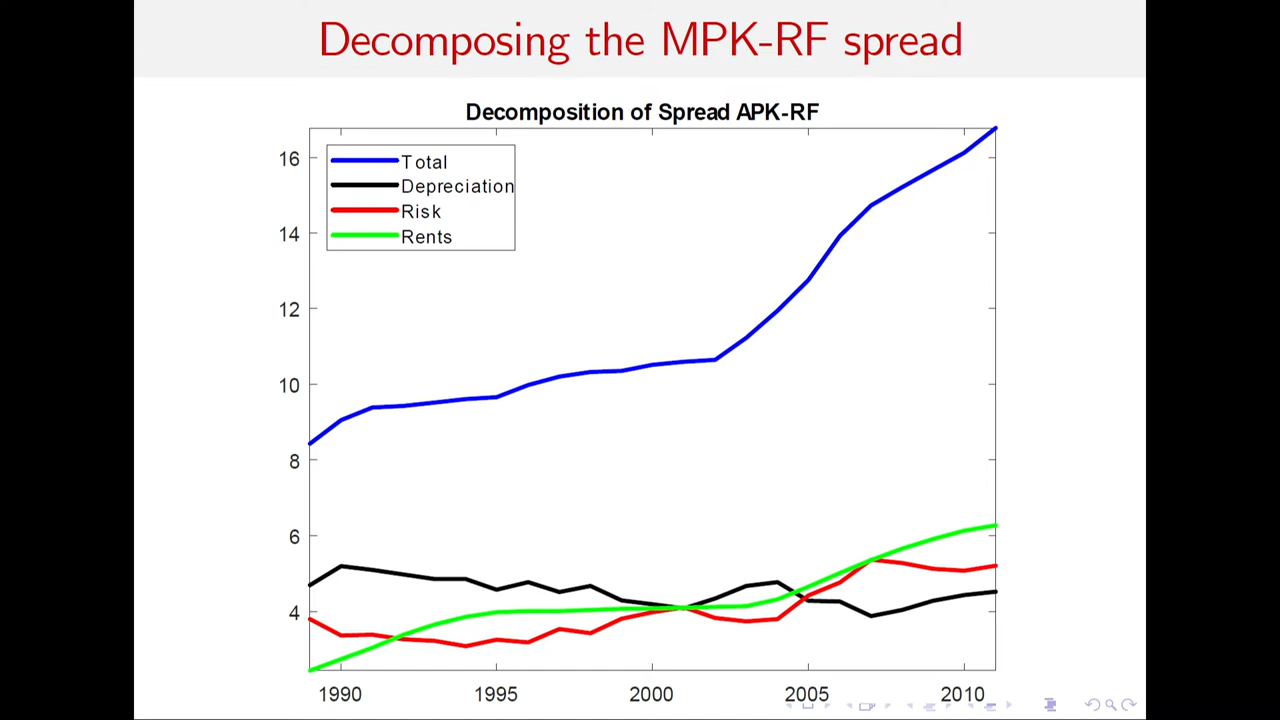 Decomposing the MPK-RF spread
Decomposition of Spread APK-RF
Total
Depreciation
Risk
Rents
16
14
12
10
8
6
4
1990 1995 2000 2005 2010